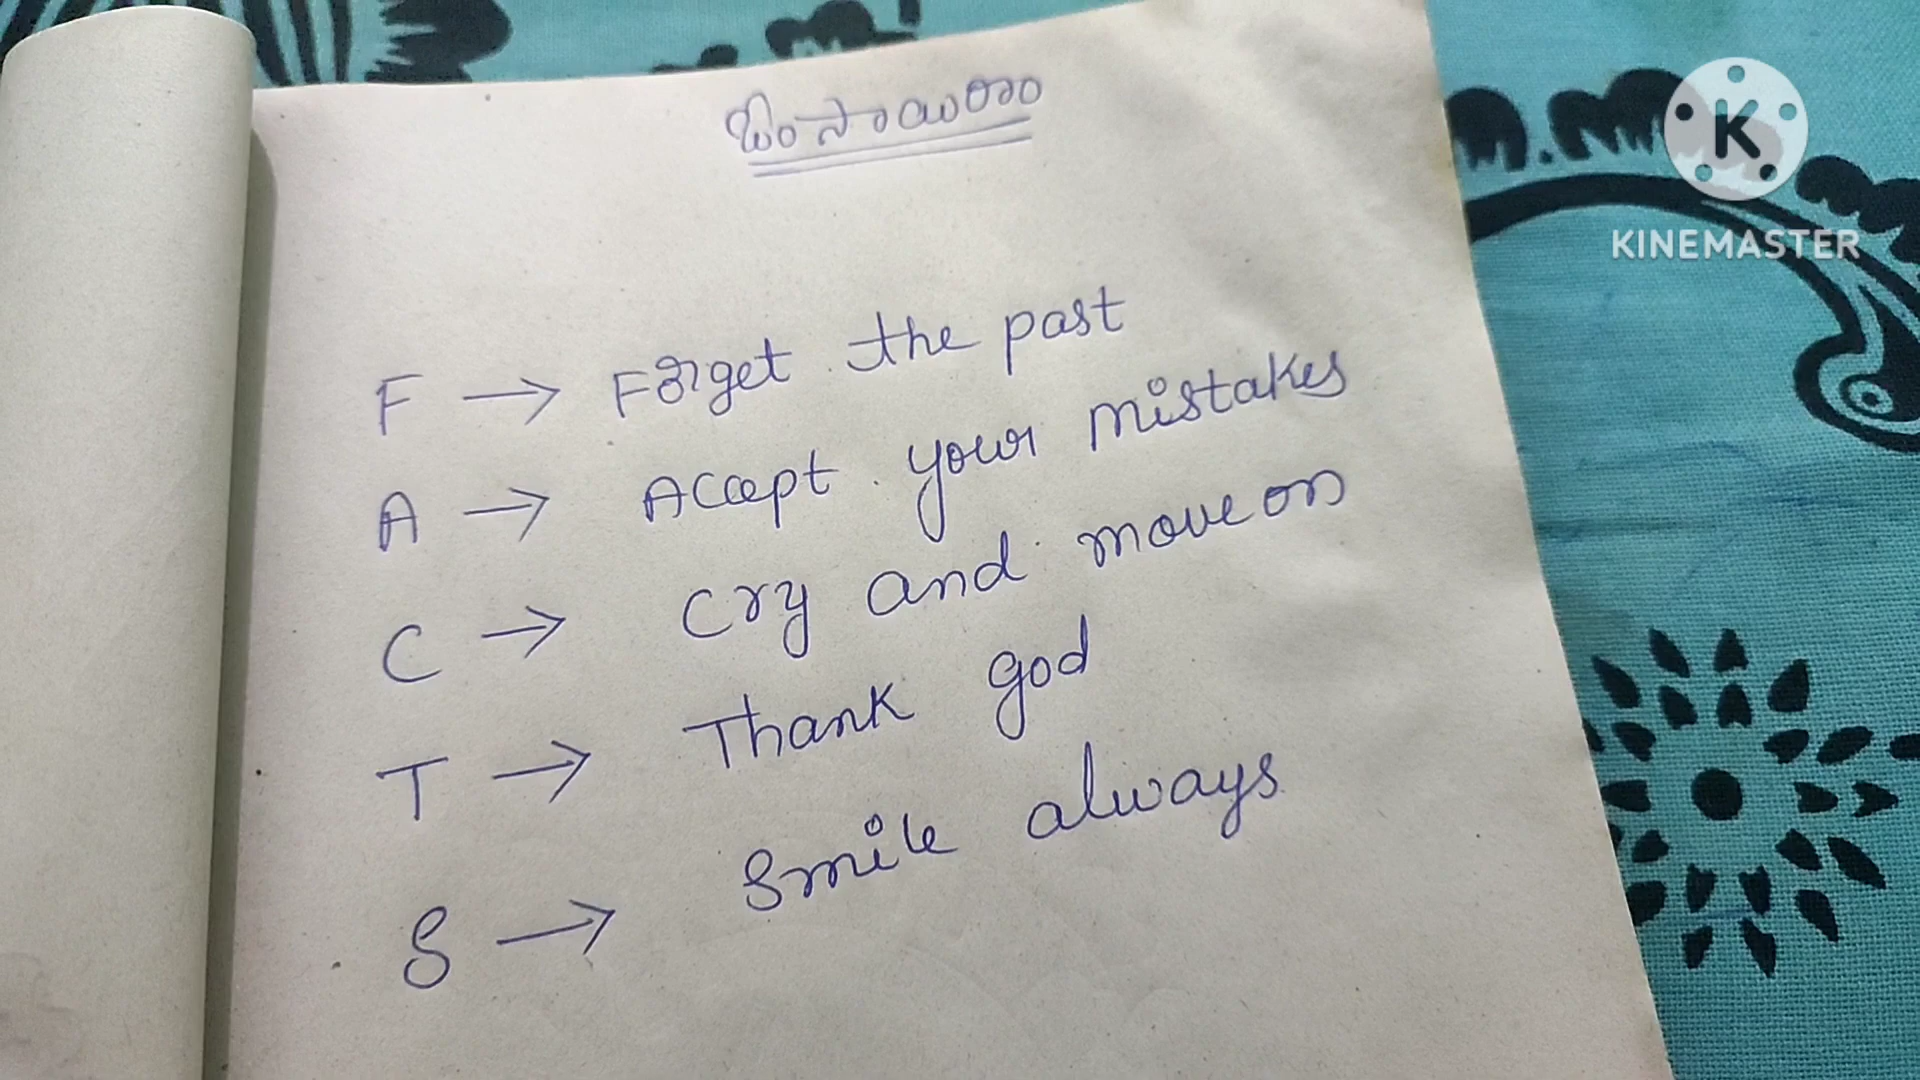 ఓం సాయిరాం
K
KINEMASTER
F → Forget the past
A → Accept your mistakes
C → Cry and move on
T → Thank god
S → Smile always